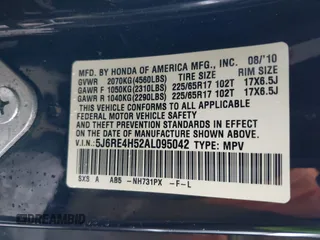 MFD. BY HONDA OF AMERICA MFG., INC. 08/'10
GVWR 2070KG(4560LBS) TIRE SIZE RIM SIZE
GAWR F 1050KG(2310LBS) 225/65R17 102T 17X6.5J
GAWR R 1040KG(2290LBS) 225/65R17 102T 17X6.5J
THIS VEHICLE CONFORMS TO ALL APPLICABLE
FEDERAL MOTOR VEHICLE SAFETY AND THEFT
PREVENTION STANDARDS IN EFFECT ON THE DATE OF
MANUFACTURE SHOWN ABOVE.
5J6RE4H52AL095042 TYPE: MPV
SXS A AB5 -NH731PX -F-L
DREAMBID